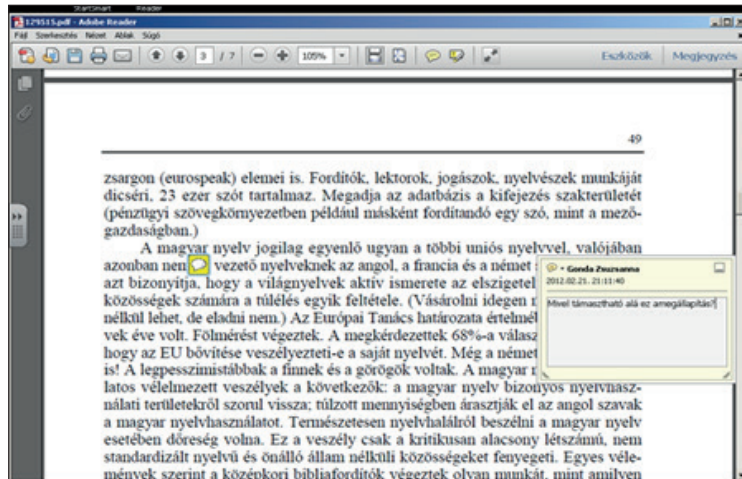 StartSmart Reader
129515.pdf - Adobe Reader
Fájl Szerkesztés Nézet Ablak Súgó
3 / 7 105% Eszközök Megjegyzés
49
zsargon (eurospeak) elemei is. Fordítók, lektorok, jogászok, nyelvészek munkáját
dicséri, 23 ezer szót tartalmaz. Megadja az adatbázis a kifejezés szakterületét
(pénzügyi szövegkörnyezetben például másként fordítandó egy szó, mint a mező-
gazdaságban.)
A magyar nyelv jogilag egyenlő ugyan a többi uniós nyelvvel, valójában
azonban nem vezető nyelveknek az angol, a francia és a német
azt bizonyítja, hogy a világnyelvek aktív ismerete az elsziget
közösségek számára a túlélés egyik feltétele. (Vásárolni idegen
nélkül lehet, de eladni nem.) Az Európai Tanács határozata értelmé
vek éve volt. Fölmérést végeztek. A megkérdezettek 68%-a válasz
hogy az EU bővítése veszélyezteti-e a saját nyelvét. Még a német
is! A legpesszimistábbak a finnek és a görögök voltak. A magyar
latos vélelmezett veszélyek a következők: a magyar nyelv bizonyos nyelvhasz-
nálati területekről szorul vissza; túlzott mennyiségben árasztják el az angol szavak
a magyar nyelvhasználatot. Természetesen nyelvhalálról beszélni a magyar nyelv
esetében dőreség volna. Ez a veszély csak a kritikusan alacsony létszámú, nem
standardizált nyelvű és önálló állam nélküli közösségeket fenyegeti. Egyes véle-
mények szerint a középkori bibliafordítók végeztek olyan munkát, mint amilyen
Gonda Zsuzsanna
2012.02.21. 21:11:40
Mivel támasztható alá ez amegállapítás?